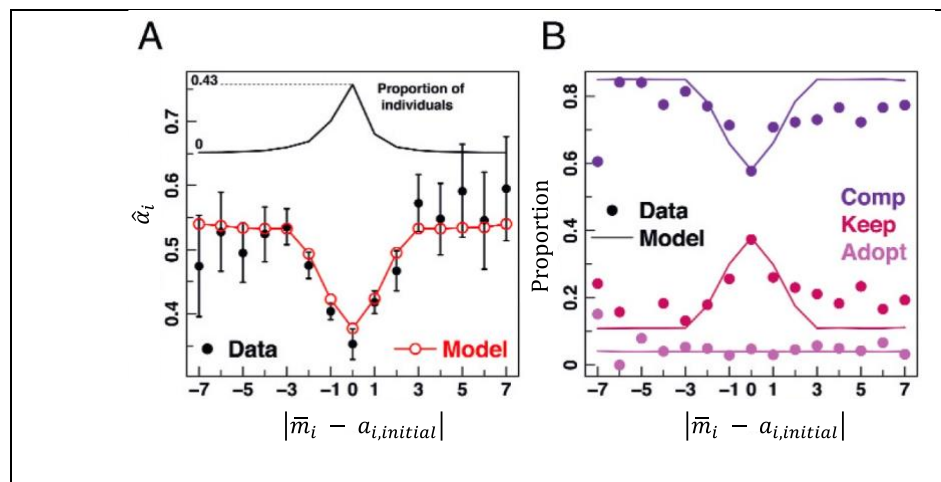 A
0.43
Proportion of
individuals
0
0.7
0.6
0.5
0.4
α̂ᵢ
Data
Model
−7 −5 −3 −1 0 1 3 5 7
|m̄ᵢ − aᵢ,ᵢₙᵢₜᵢₐₗ|
B
0.8
0.6
0.4
0.2
0
Proportion
Comp
Data
Keep
Model
Adopt
−7 −5 −3 −1 0 1 3 5 7
|m̄ᵢ − aᵢ,ᵢₙᵢₜᵢₐₗ|